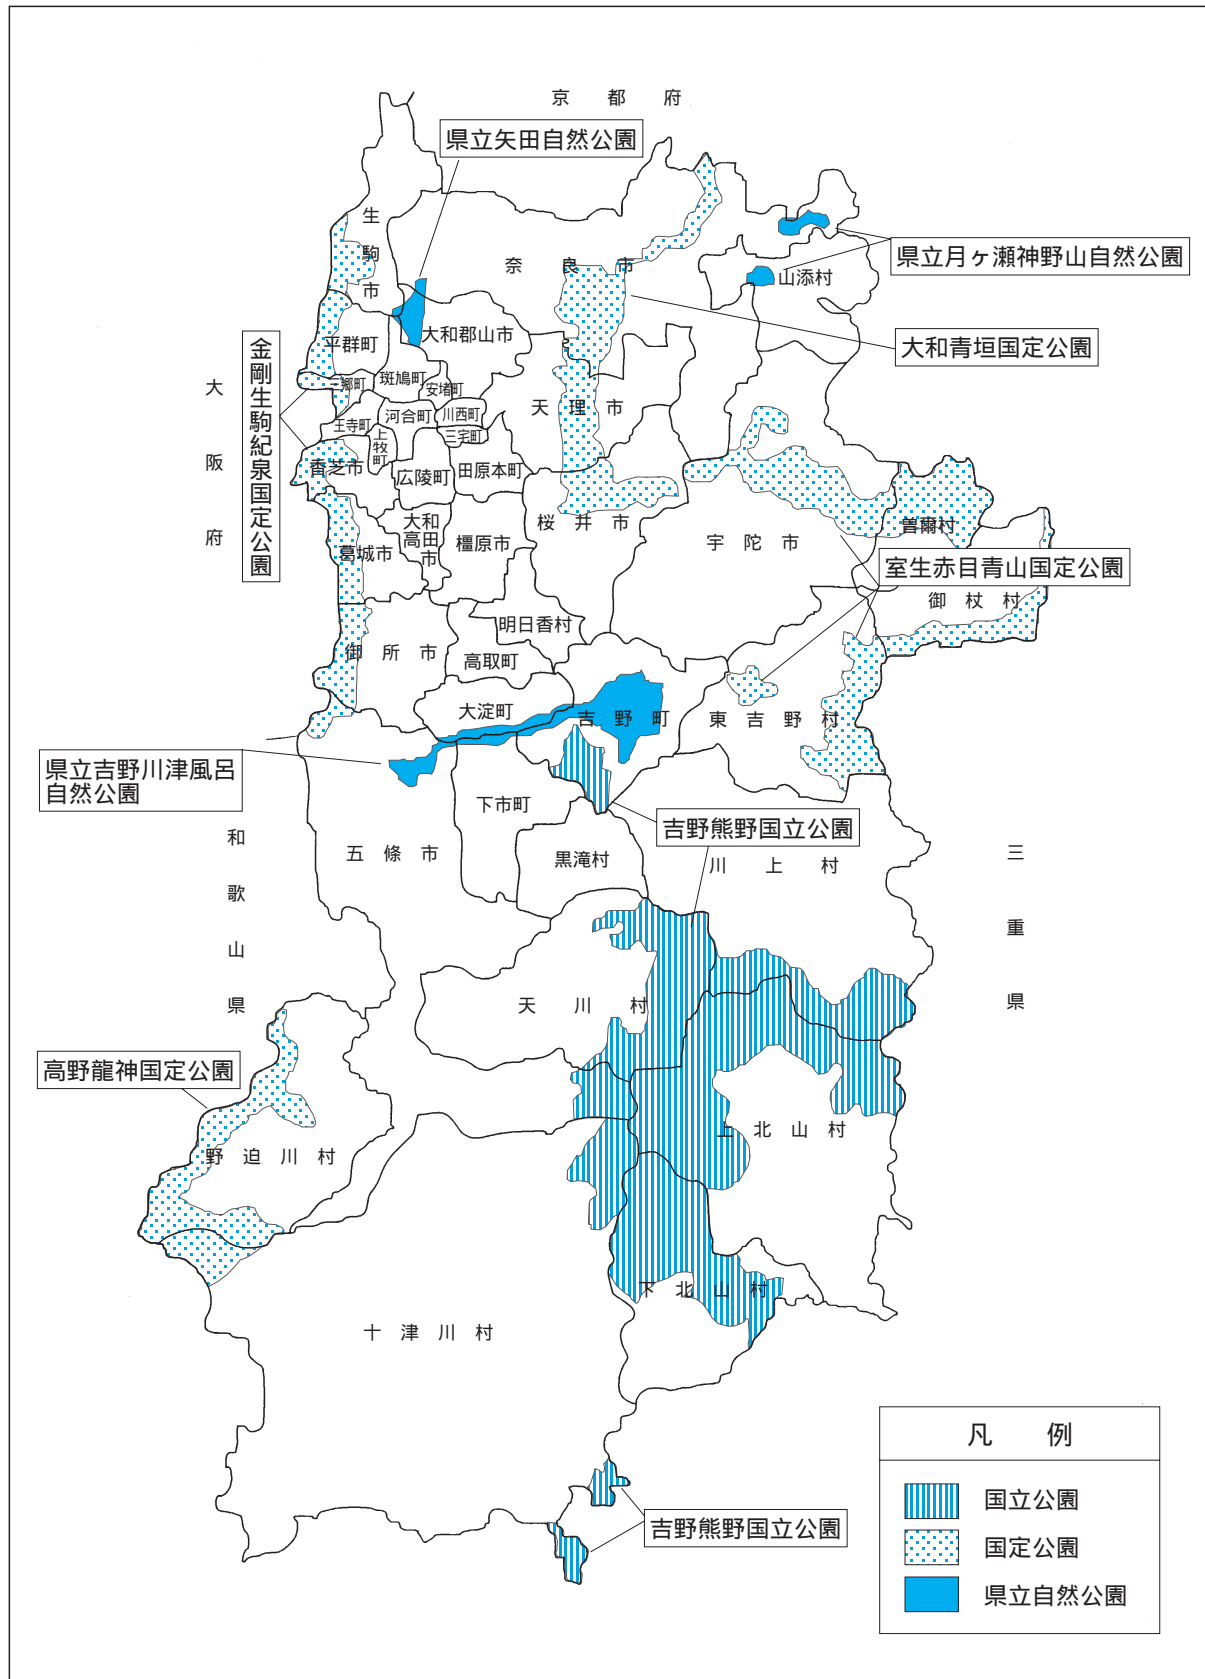 京都府
県立矢田自然公園
生駒市
奈良市
県立月ヶ瀬神野山自然公園
山添村
大和郡山市
平群町
大和青垣国定公園
金剛生駒紀泉国定公園
大阪府
三郷町
斑鳩町
安堵町
天理市
河合町
川西町
王寺町
上牧町
三宅町
香芝市
広陵町
田原本町
桜井市
大和高田市
橿原市
宇陀市
曽爾村
葛城市
室生赤目青山国定公園
御杖村
明日香村
御所市
高取町
大淀町
吉野町
東吉野村
県立吉野川津風呂
自然公園
下市町
吉野熊野国立公園
和歌山県
五條市
黒滝村
川上村
三重県
天川村
高野龍神国定公園
野迫川村
上北山村
下北山村
十津川村
吉野熊野国立公園
凡例
国立公園
国定公園
県立自然公園